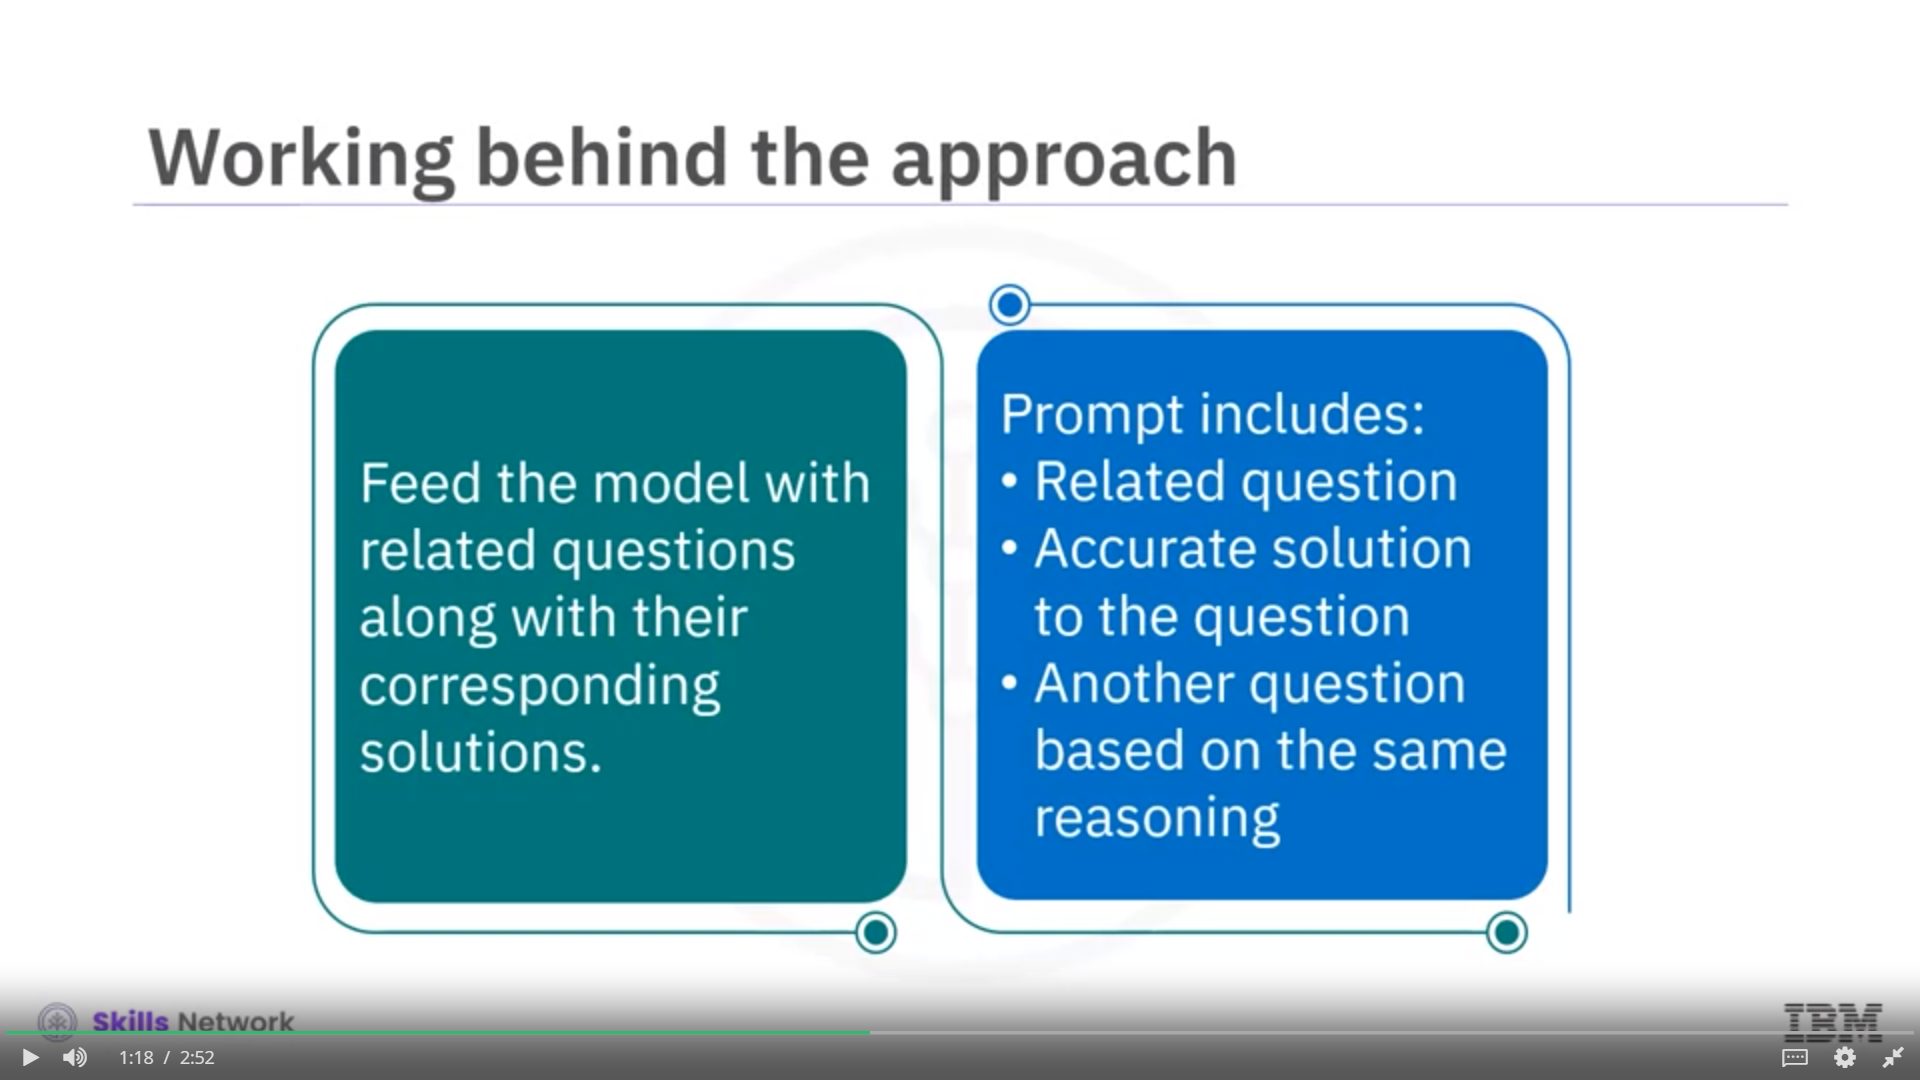 Working behind the approach
Feed the model with
related questions
along with their
corresponding
solutions.
Prompt includes:
• Related question
• Accurate solution
to the question
• Another question
based on the same
reasoning
Skills Network
IBM
1:18 / 2:52